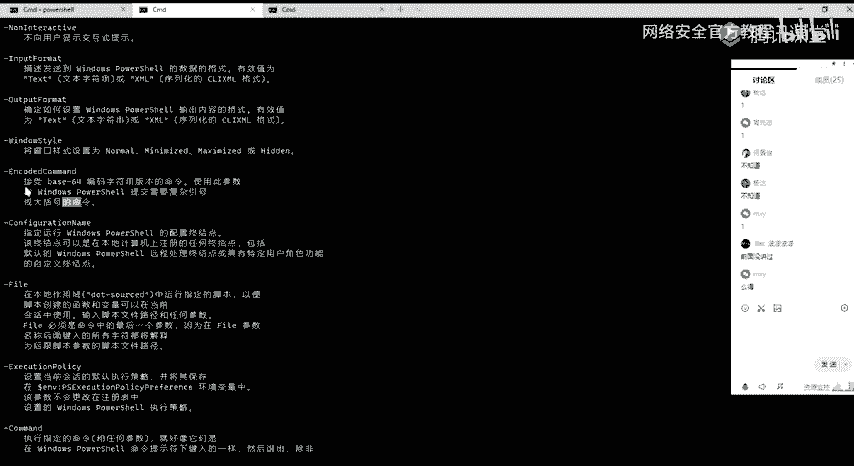 Cmd - powershell
Cmd
Cmd
网络安全官方教程
腾讯课堂
-NonInteractive
不向用户显示交互式提示。
-InputFormat
描述发送到 Windows PowerShell 的数据的格式。有效值为
"Text" (文本字符串)或 "XML" (序列化的 CLIXML 格式)。
-OutputFormat
确定如何设置 Windows PowerShell 输出内容的格式。有效值
为 "Text" (文本字符串)或 "XML" (序列化的 CLIXML 格式)。
-WindowStyle
将窗口样式设置为 Normal、Minimized、Maximized 或 Hidden。
-EncodedCommand
接受 base-64 编码字符串版本的命令。使用此参数
Windows PowerShell 提交需要复杂引号
或大括号的命令。
-ConfigurationName
指定运行 Windows PowerShell 的配置终结点。
该终结点可以是在本地计算机上注册的任何终结点，包括
默认的 Windows PowerShell 远程处理终结点或具有特定用户角色功能
的自定义终结点。
-File
在本地作用域("dot-sourced")中运行指定的脚本，以便
脚本创建的函数和变量可以在当前
会话中使用。输入脚本文件路径和任何参数。
File 必须是命令中的最后一个参数，因为在 File 参数
名称后面键入的所有字符都将解释
为后跟脚本参数的脚本文件路径。
-ExecutionPolicy
设置当前会话的默认执行策略，并将其保存
在 $env:PSExecutionPolicyPreference 环境变量中。
该参数不会更改在注册表中
设置的 Windows PowerShell 执行策略。
-Command
执行指定的命令(和任何参数)，就好像它们是
在 Windows PowerShell 命令提示符下键入的一样，然后退出，除非
讨论区
成员(25)
1
1
不知道
不知道
1
前面没讲过
么得
发送